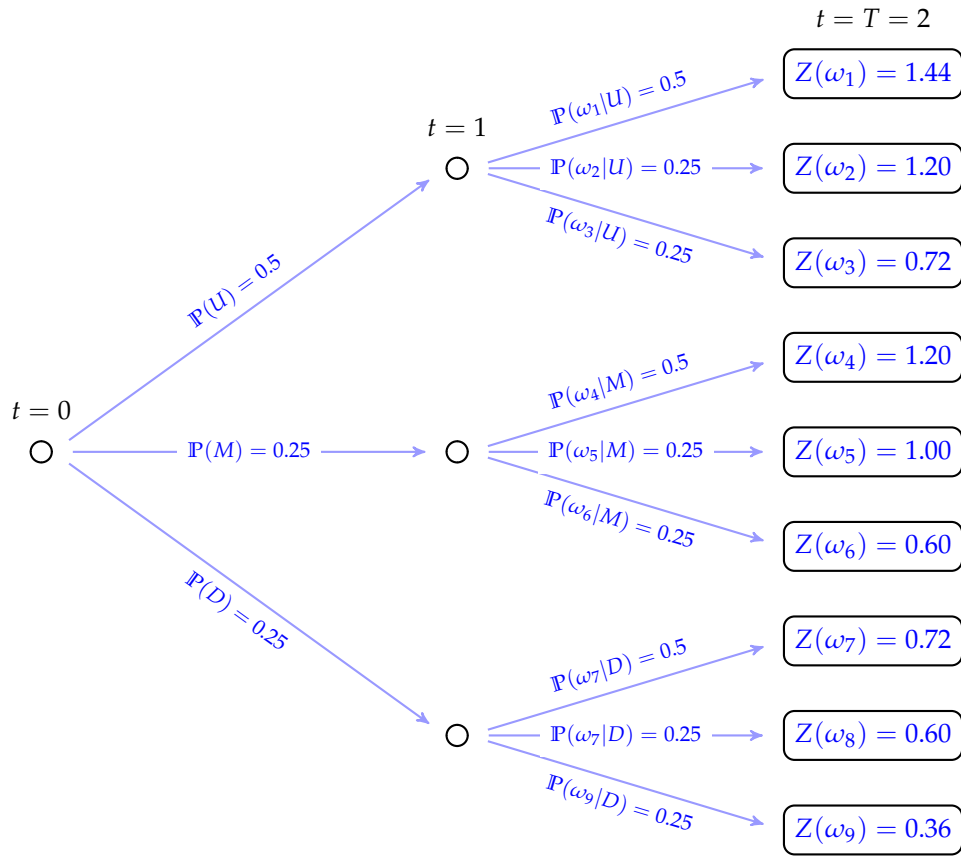 t = T = 2
Z(ω₁) = 1.44
ℙ(ω₁|U) = 0.5
t = 1
ℙ(ω₂|U) = 0.25
Z(ω₂) = 1.20
ℙ(ω₃|U) = 0.25
Z(ω₃) = 0.72
ℙ(U) = 0.5
Z(ω₄) = 1.20
ℙ(ω₄|M) = 0.5
t = 0
ℙ(M) = 0.25
ℙ(ω₅|M) = 0.25
Z(ω₅) = 1.00
ℙ(ω₆|M) = 0.25
Z(ω₆) = 0.60
ℙ(D) = 0.25
Z(ω₇) = 0.72
ℙ(ω₇|D) = 0.5
ℙ(ω₇|D) = 0.25
Z(ω₈) = 0.60
ℙ(ω₉|D) = 0.25
Z(ω₉) = 0.36